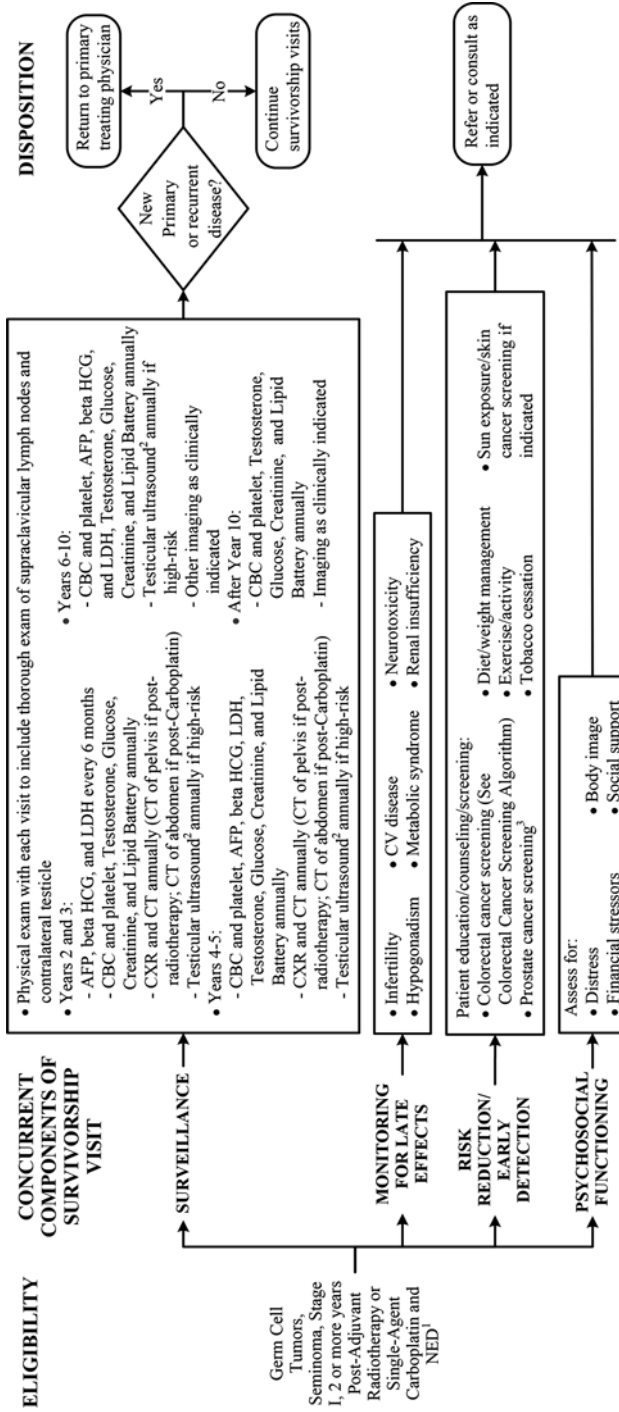 ELIGIBILITY
CONCURRENT
COMPONENTS OF
SURVIVORSHIP
VISIT
DISPOSITION
Germ Cell
Tumors,
Seminoma, Stage
I, 2 or more years
Post-Adjuvant
Radiotherapy or
Single-Agent
Carboplatin and
NED¹
SURVEILLANCE
• Physical exam with each visit to include thorough exam of supraclavicular lymph nodes and
contralateral testicle
• Years 2 and 3:
- AFP, beta HCG, and LDH every 6 months
- CBC and platelet, Testosterone, Glucose,
Creatinine, and Lipid Battery annually
- CXR and CT annually (CT of pelvis if post-
radiotherapy; CT of abdomen if post-Carboplatin)
- Testicular ultrasound² annually if high-risk
• Years 4-5:
- CBC and platelet, AFP, beta HCG, LDH,
Testosterone, Glucose, Creatinine, and Lipid
Battery annually
- CXR and CT annually (CT of pelvis if post-
radiotherapy; CT of abdomen if post-Carboplatin)
- Testicular ultrasound² annually if high-risk
• Years 6-10:
- CBC and platelet, AFP, beta HCG,
and LDH, Testosterone, Glucose,
Creatinine, and Lipid Battery annually
- Testicular ultrasound² annually if
high-risk
- Other imaging as clinically
indicated
• After Year 10:
- CBC and platelet, Testosterone,
Glucose, Creatinine, and Lipid
Battery annually
- Imaging as clinically indicated
New
Primary
or recurrent
disease?
Yes
Return to primary
treating physician
No
Continue
survivorship visits
MONITORING
FOR LATE
EFFECTS
• Infertilility
• Hypogonadism
• CV disease
• Metabolic syndrome
• Neurotoxicity
• Renal insufficiency
RISK
REDUCTION/
EARLY
DETECTION
Patient education/counseling/screening:
• Colorectal cancer screening (See
Colorectal Cancer Screening Algorithm)
• Prostate cancer screening³
• Diet/weight management
• Exercise/activity
• Tobacco cessation
• Sun exposure/skin
cancer screening if
indicated
PSYCHOSOCIAL
FUNCTIONING
Assess for:
• Distress
• Financial stressors
• Body image
• Social support
Refer or consult as
indicated